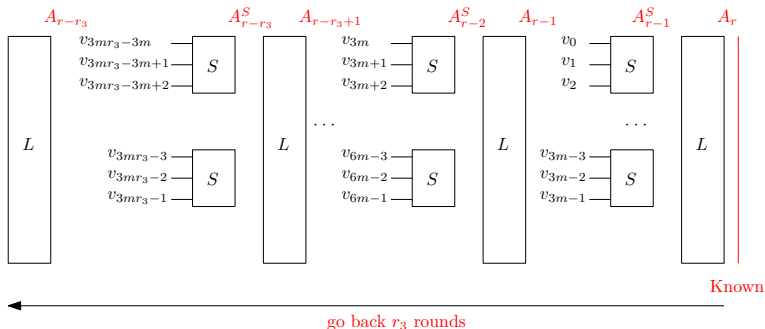 A_{r−r_3} A^S_{r−r_3} A_{r−r_3+1} A^S_{r−2} A_{r−1} A^S_{r−1} A_r
v_{3mr_3−3m} v_{3m} v_0
v_{3mr_3−3m+1} S v_{3m+1} S v_1 S
v_{3mr_3−3m+2} v_{3m+2} v_2
... ...
L L L L
v_{3mr_3−3} v_{6m−3} v_{3m−3}
v_{3mr_3−2} S v_{6m−2} S v_{3m−2} S
v_{3mr_3−1} v_{6m−1} v_{3m−1}
Known
go back r_3 rounds